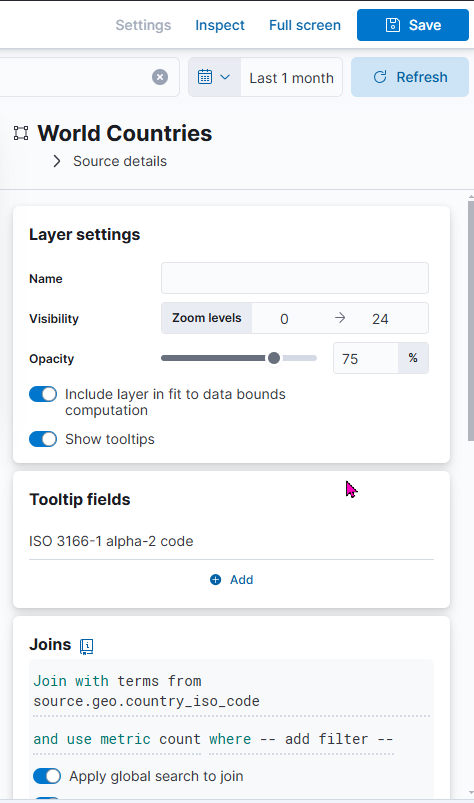 Settings Inspect Full screen Save
Last 1 month Refresh
World Countries
Source details
Layer settings
Name
Visibility Zoom levels 0 → 24
Opacity 75 %
Include layer in fit to data bounds
computation
Show tooltips
Tooltip fields
ISO 3166-1 alpha-2 code
Add
Joins
Join with terms from
source.geo.country_iso_code
and use metric count where -- add filter --
Apply global search to join